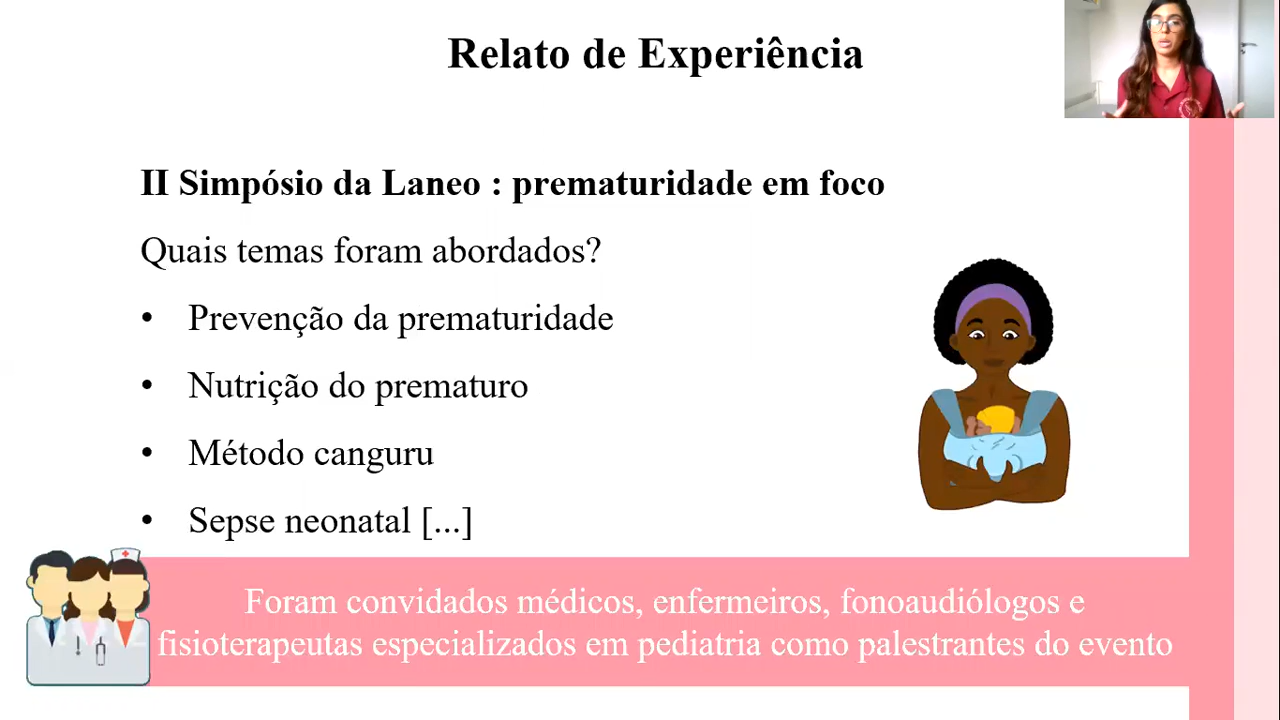 Relato de Experiência
II Simpósio da Laneo : prematuridade em foco
Quais temas foram abordados?
• Prevenção da prematuridade
• Nutrição do prematuro
• Método canguru
• Sepse neonatal [...]
Foram convidados médicos, enfermeiros, fonoaudiólogos e
fisioterapeutas especializados em pediatria como palestrantes do evento